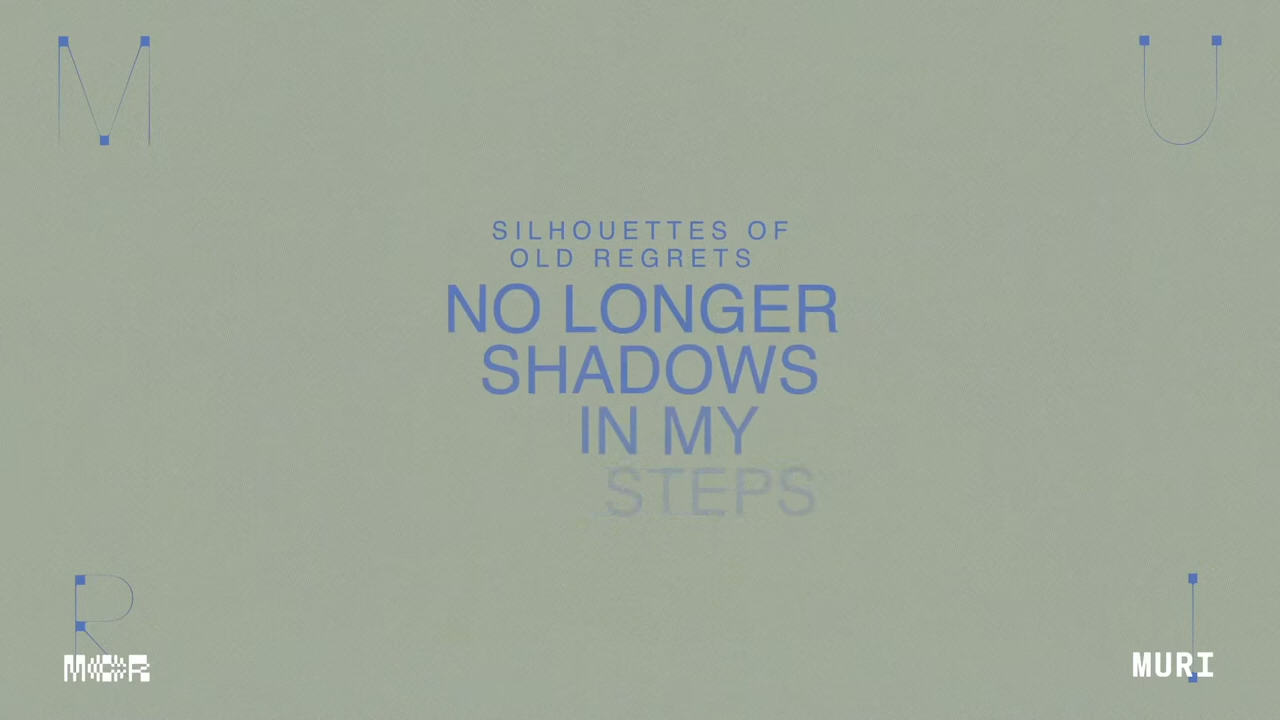 M U
SILHOUETTES OF
OLD REGRETS
NO LONGER
SHADOWS
IN MY
STEPS
R I
MURI